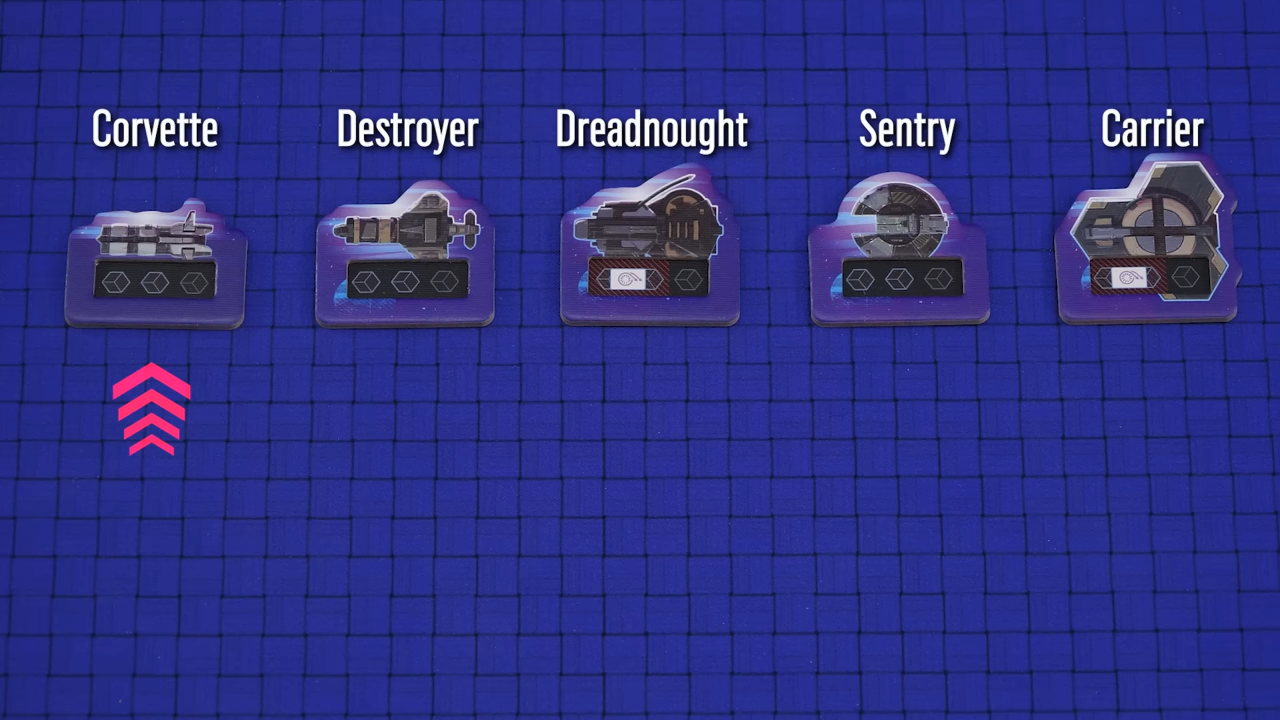 Corvette
Destroyer
Dreadnought
Sentry
Carrier